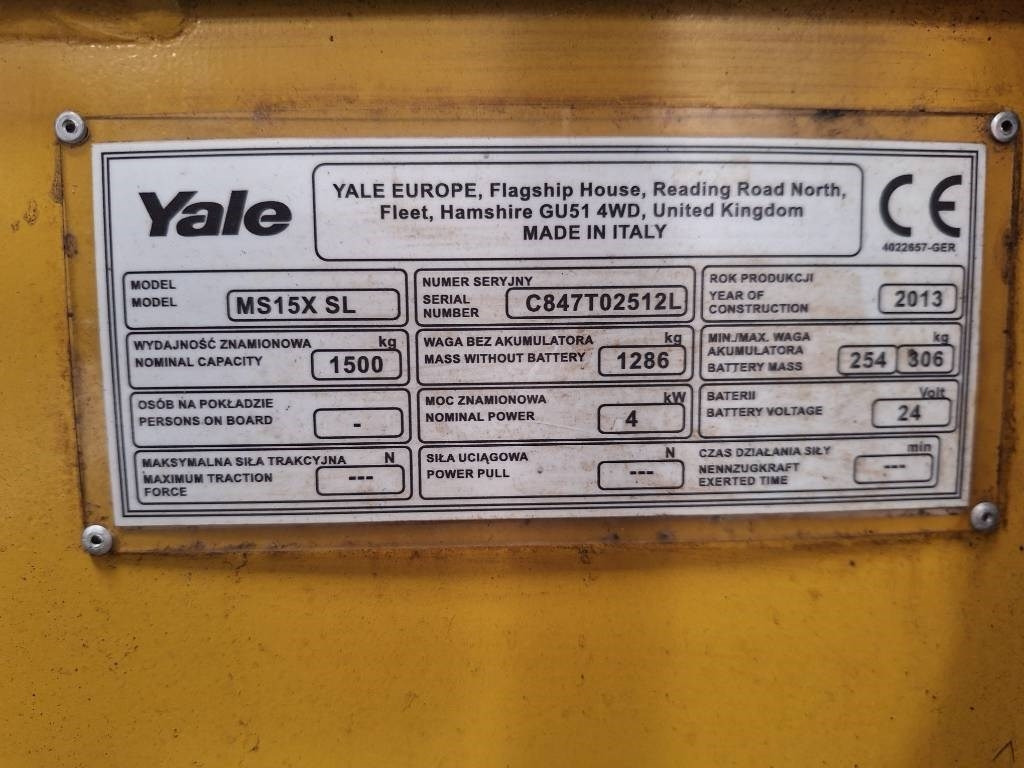 Yale
YALE EUROPE, Flagship House, Reading Road North,
Fleet, Hamshire GU51 4WD, United Kingdom
MADE IN ITALY
CE
4022657-GER
MODEL
MODEL
MS15X SL
NUMER SERYJNY
SERIAL
NUMBER
C847T02512L
ROK PRODUKCJI
YEAR OF
CONSTRUCTION
2013
WYDAJNOŚĆ ZNAMIONOWA kg
NOMINAL CAPACITY
1500
WAGA BEZ AKUMULATORA kg
MASS WITHOUT BATTERY
1286
MIN./MAX. WAGA kg
AKUMULATORA
BATTERY MASS
254 306
OSÓB NA POKŁADZIE
PERSONS ON BOARD
-
MOC ZNAMIONOWA kW
NOMINAL POWER
4
BATERII Volt
BATTERY VOLTAGE
24
MAKSYMALNA SIŁA TRAKCYJNA N
MAXIMUM TRACTION
FORCE
---
SIŁA UCIĄGOWA N
POWER PULL
---
CZAS DZIAŁANIA SIŁY min
NENNZUGKRAFT
EXERTED TIME
---